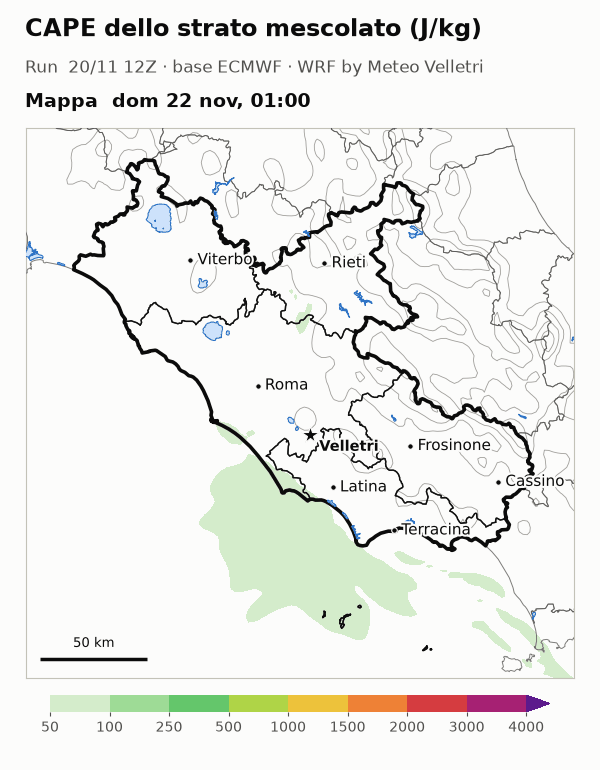 CAPE dello strato mescolato (J/kg)
Run  20/11 12Z · base ECMWF · WRF by Meteo Velletri
Mappa  dom 22 nov, 01:00
Viterbo
Rieti
Roma
Velletri
Frosinone
Latina
Cassino
Terracina
50 km
50 100 250 500 1000 1500 2000 3000 4000